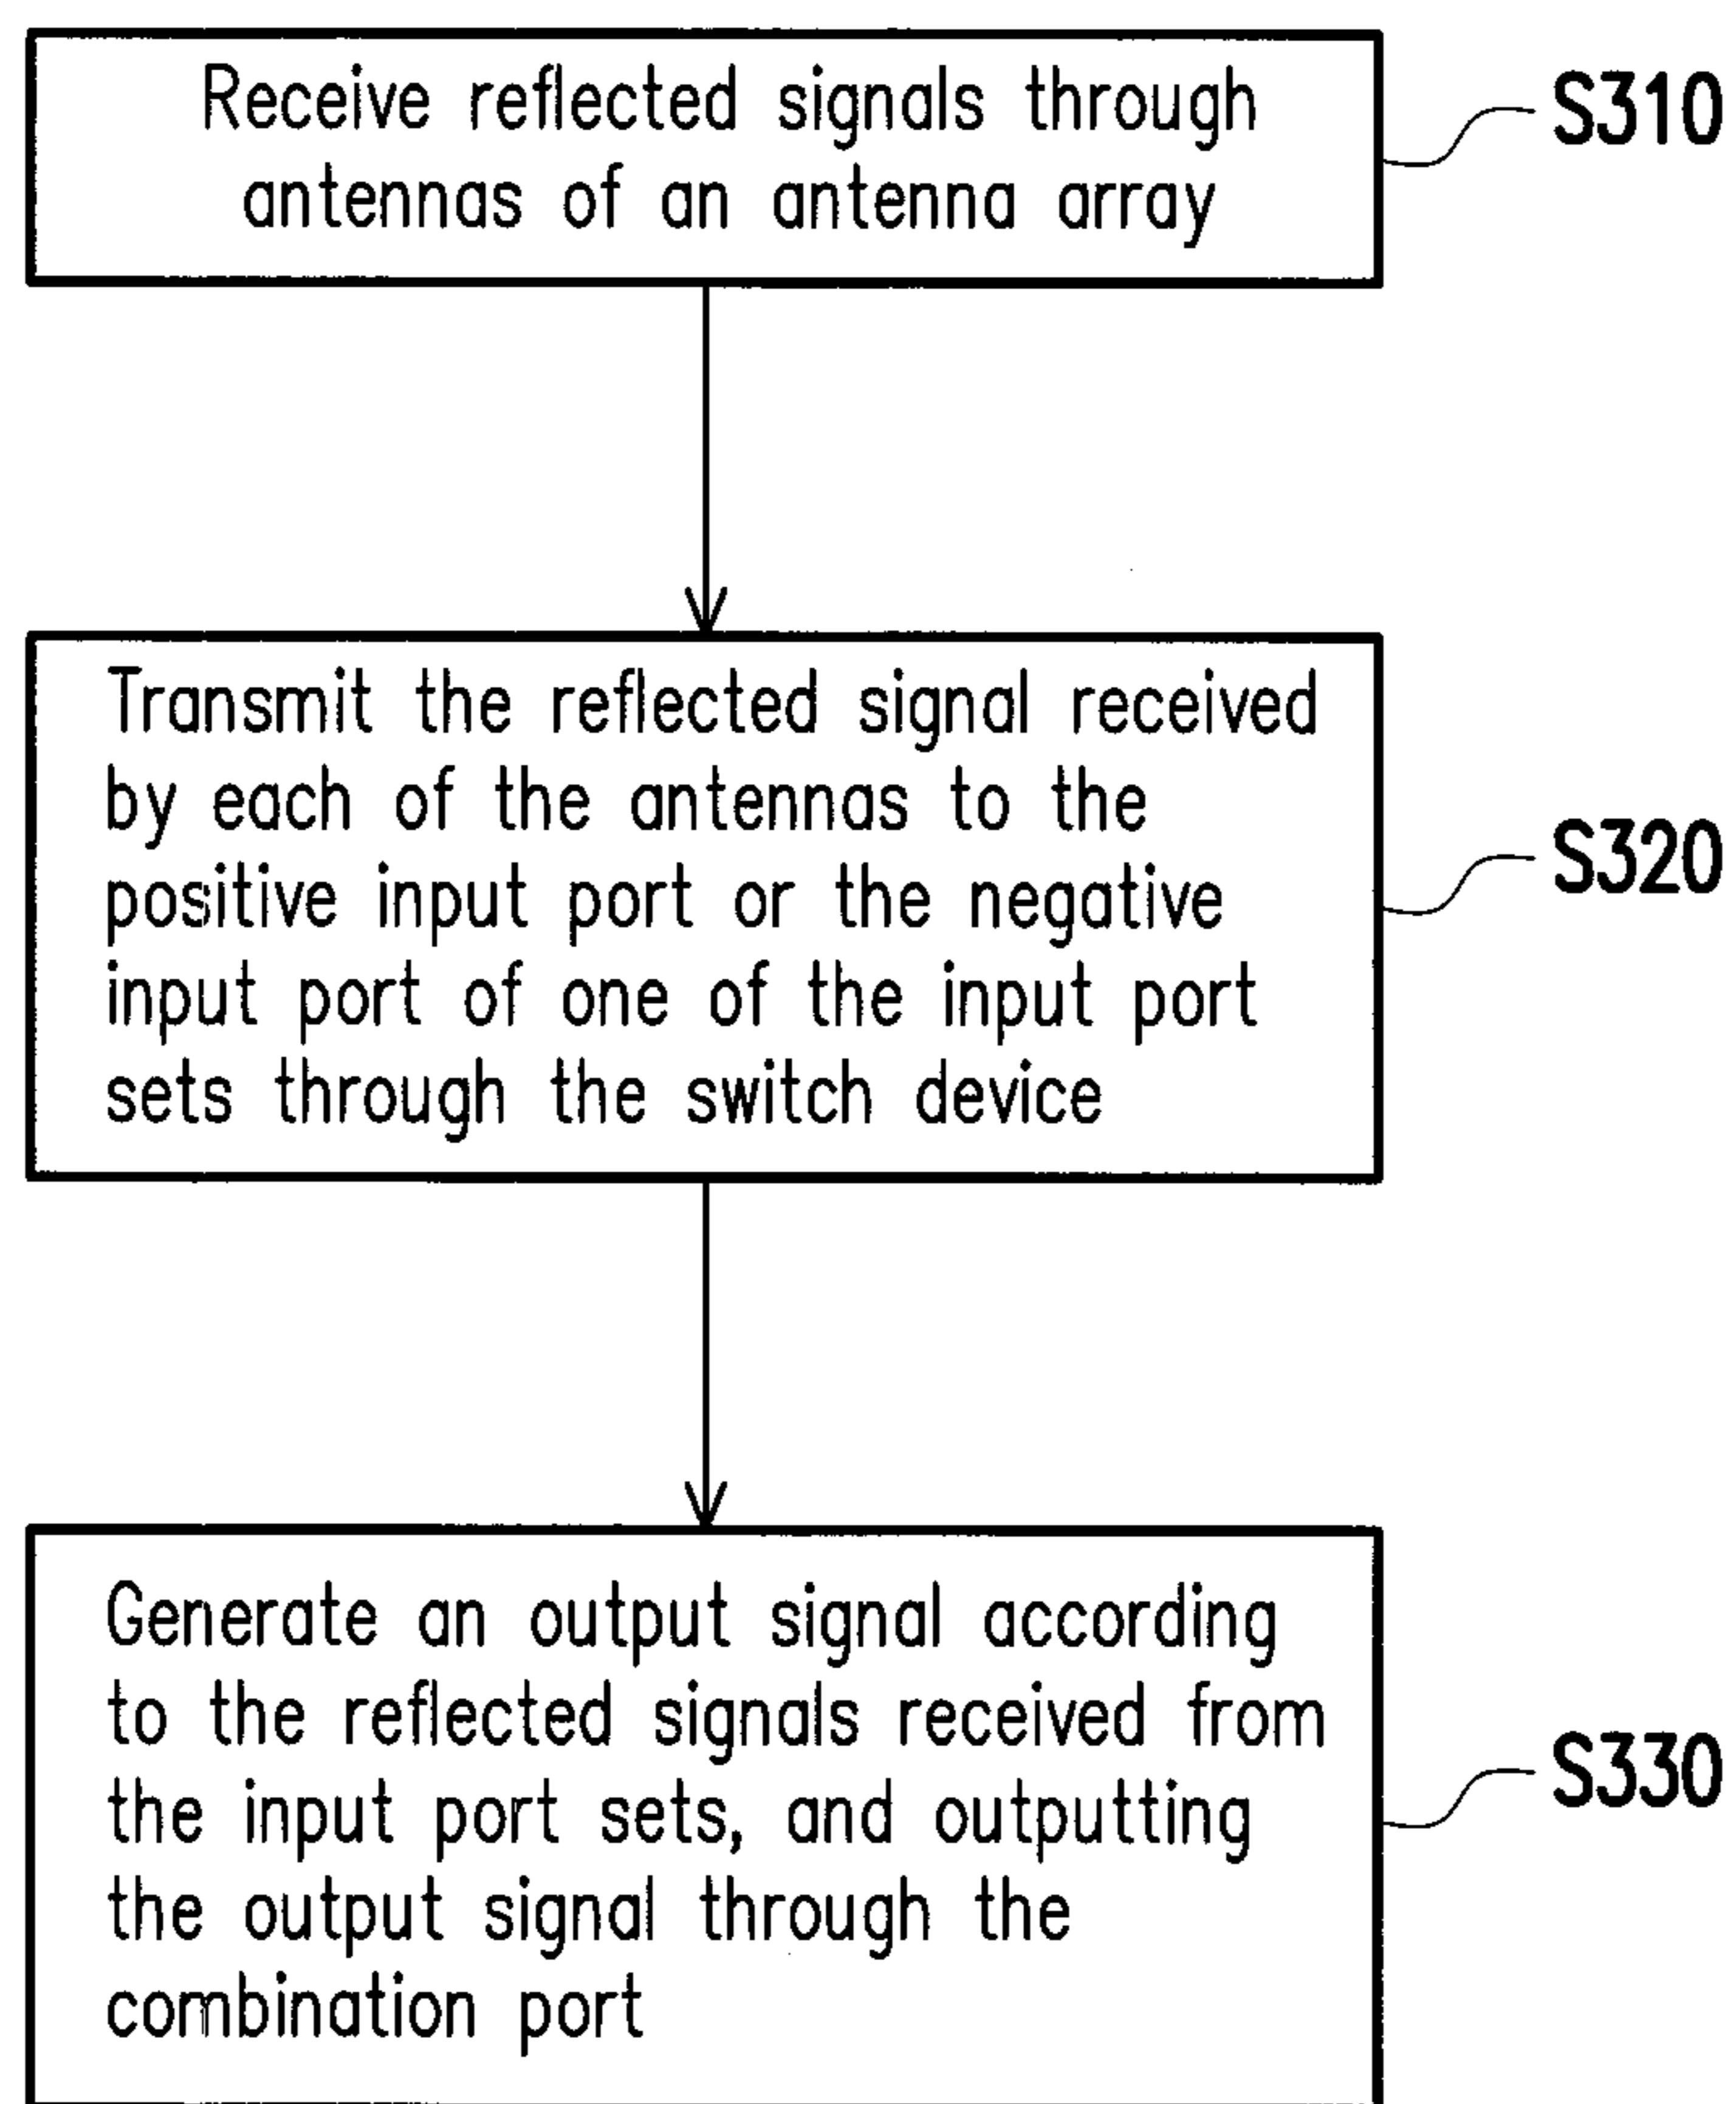 Receive reflected signals through
antennas of an antenna array
S310
Transmit the reflected signal received
by each of the antennas to the
positive input port or the negative
input port of one of the input port
sets through the switch device
S320
Generate an output signal according
to the reflected signals received from
the input port sets, and outputting
the output signal through the
combination port
S330